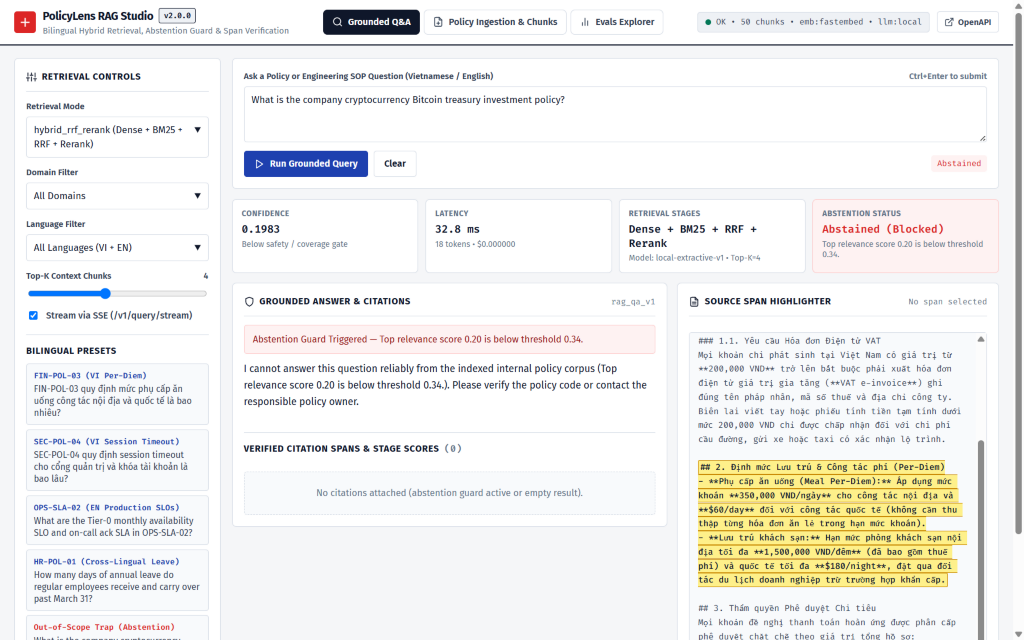 PolicyLens RAG Studio v2.0.0
Bilingual Hybrid Retrieval, Abstention Guard & Span Verification
Grounded Q&A
Policy Ingestion & Chunks
Evals Explorer
OK • 50 chunks • emb:fastembed • llm:local
OpenAPI
RETRIEVAL CONTROLS
Retrieval Mode
hybrid_rrf_rerank (Dense + BM25 +
RRF + Rerank)
Domain Filter
All Domains
Language Filter
All Languages (VI + EN)
Top-K Context Chunks 4
Stream via SSE (/v1/query/stream)
BILINGUAL PRESETS
FIN-POL-03 (VI Per-Diem)
FIN-POL-03 quy định mức phụ cấp ăn
uống công tác nội địa và quốc tế là bao
nhiêu?
SEC-POL-04 (VI Session Timeout)
SEC-POL-04 quy định session timeout
cho cổng quản trị và khóa tài khoản là
bao lâu?
OPS-SLA-02 (EN Production SLOs)
What are the Tier-0 monthly availability
SLO and on-call ack SLA in OPS-SLA-02?
HR-POL-01 (Cross-Lingual Leave)
How many days of annual leave do
regular employees receive and carry over
past March 31?
Out-of-Scope Trap (Abstention)
What is the company cryptocurrency
Ask a Policy or Engineering SOP Question (Vietnamese / English)
Ctrl+Enter to submit
What is the company cryptocurrency Bitcoin treasury investment policy?
Run Grounded Query
Clear
Abstained
CONFIDENCE
0.1983
Below safety / coverage gate
LATENCY
32.8 ms
18 tokens • $0.000000
RETRIEVAL STAGES
Dense + BM25 + RRF +
Rerank
Model: local-extractive-v1 • Top-K=4
ABSTENTION STATUS
Abstained (Blocked)
Top relevance score 0.20 is below threshold
0.34.
GROUNDED ANSWER & CITATIONS
rag_qa_v1
Abstention Guard Triggered — Top relevance score 0.20 is below threshold 0.34.
I cannot answer this question reliably from the indexed internal policy corpus (Top
relevance score 0.20 is below threshold 0.34.). Please verify the policy code or contact the
responsible policy owner.
VERIFIED CITATION SPANS & STAGE SCORES (0)
No citations attached (abstention guard active or empty result).
SOURCE SPAN HIGHLIGHTER
No span selected
### 1.1. Yêu cầu Hóa đơn Điện tử VAT
Mọi khoản chi phát sinh tại Việt Nam có giá trị từ
**200,000 VND** trở lên bắt buộc phải xuất hóa đơn
điện tử giá trị gia tăng (**VAT e-invoice**) ghi
đúng tên pháp nhân, mã số thuế và địa chỉ công ty.
Biên lai viết tay hoặc phiếu tính tiền tạm tính dưới
mức 200,000 VND chỉ được chấp nhận đối với chi phí
cầu đường, gửi xe hoặc taxi có xác nhận lộ trình.
## 2. Định mức Lưu trú & Công tác phí (Per-Diem)
- **Phụ cấp ăn uống (Meal Per-Diem):** Áp dụng mức
khoán **350,000 VND/ngày** cho công tác nội địa và
**$60/day** đối với công tác quốc tế (không cần thu
thập từng hóa đơn ăn lẻ trong hạn mức khoán).
- **Lưu trú khách sạn:** Hạn mức phòng khách sạn nội
địa tối đa **1,500,000 VND/đêm** (đã bao gồm thuế
phí) và quốc tế tối đa **$180/night**, đặt qua đối
tác du lịch doanh nghiệp trừ trường hợp khẩn cấp.
## 3. Thẩm quyền Phê duyệt Chi tiêu
Mọi khoản đề nghị thanh toán hoàn ứng được phân cấp
phê duyệt chặt chẽ theo giá trị tổng hồ sơ: